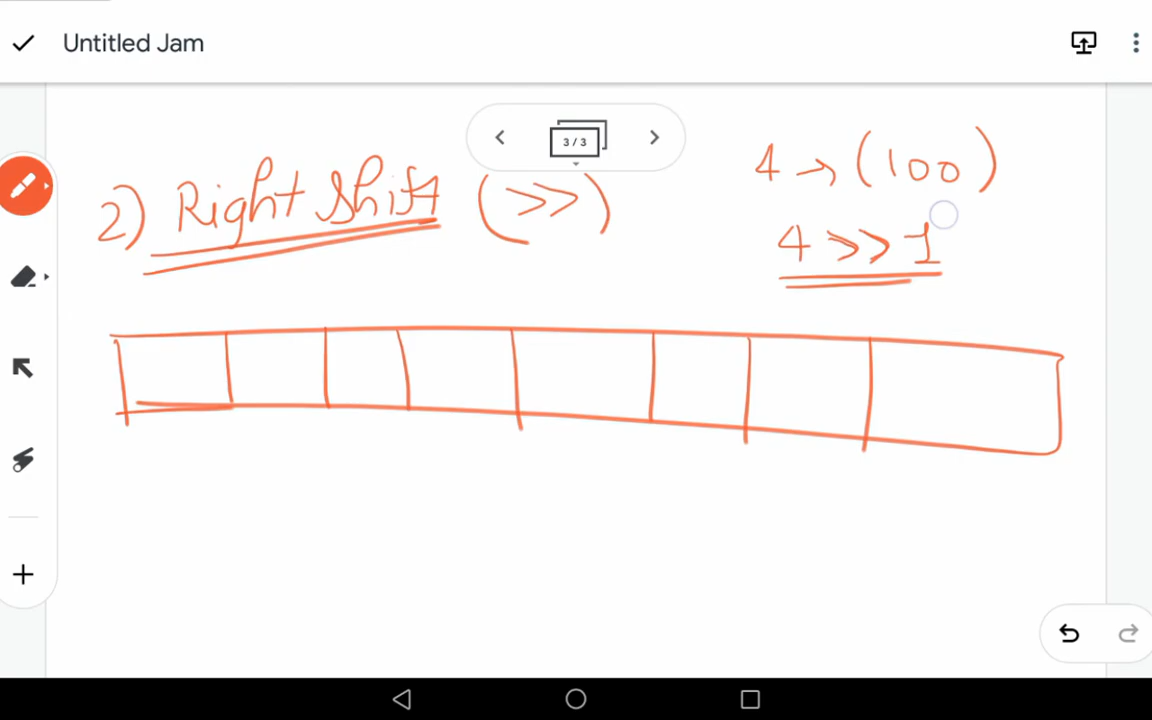 Untitled Jam
3 / 3
4 → (100)
2) Right Shift (>>)
4 >> 1